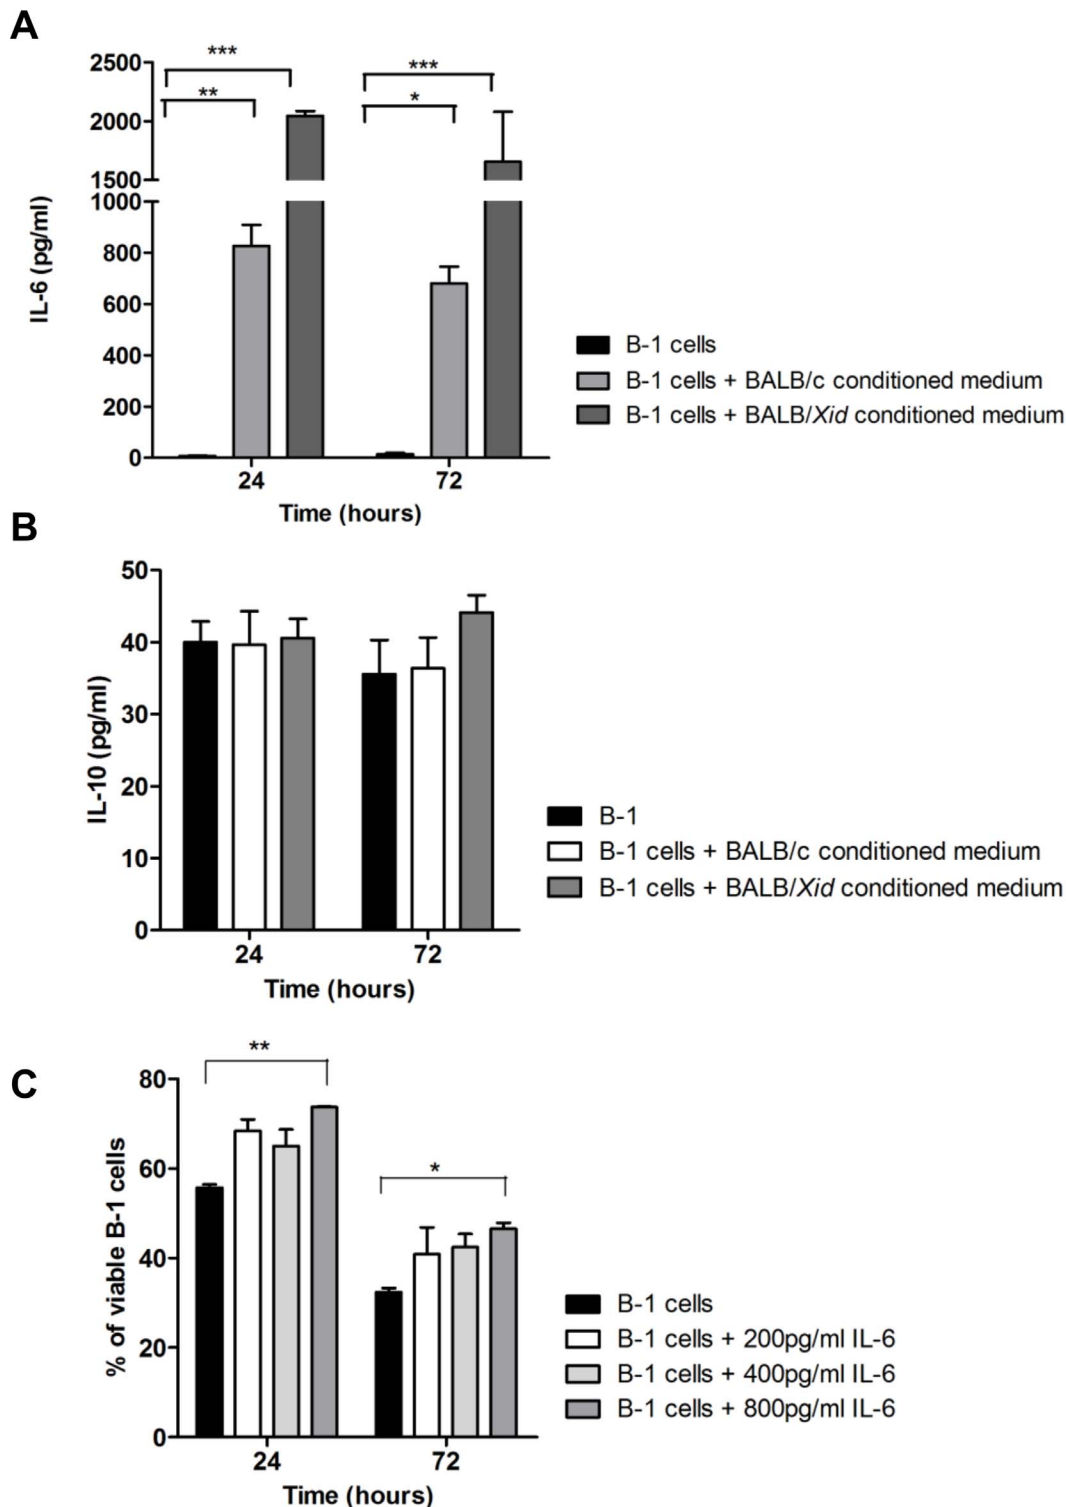 A
***
**
***
*
2500
2000
1500
1000
800
600
400
200
0
IL-6 (pg/ml)
24
72
Time (hours)
B-1 cells
B-1 cells + BALB/c conditioned medium
B-1 cells + BALB/Xid conditioned medium
B
50
40
30
20
10
0
IL-10 (pg/ml)
24
72
Time (hours)
B-1
B-1 cells + BALB/c conditioned medium
B-1 cells + BALB/Xid conditioned medium
C
**
*
80
60
40
20
0
% of viable B-1 cells
24
72
Time (hours)
B-1 cells
B-1 cells + 200pg/ml IL-6
B-1 cells + 400pg/ml IL-6
B-1 cells + 800pg/ml IL-6